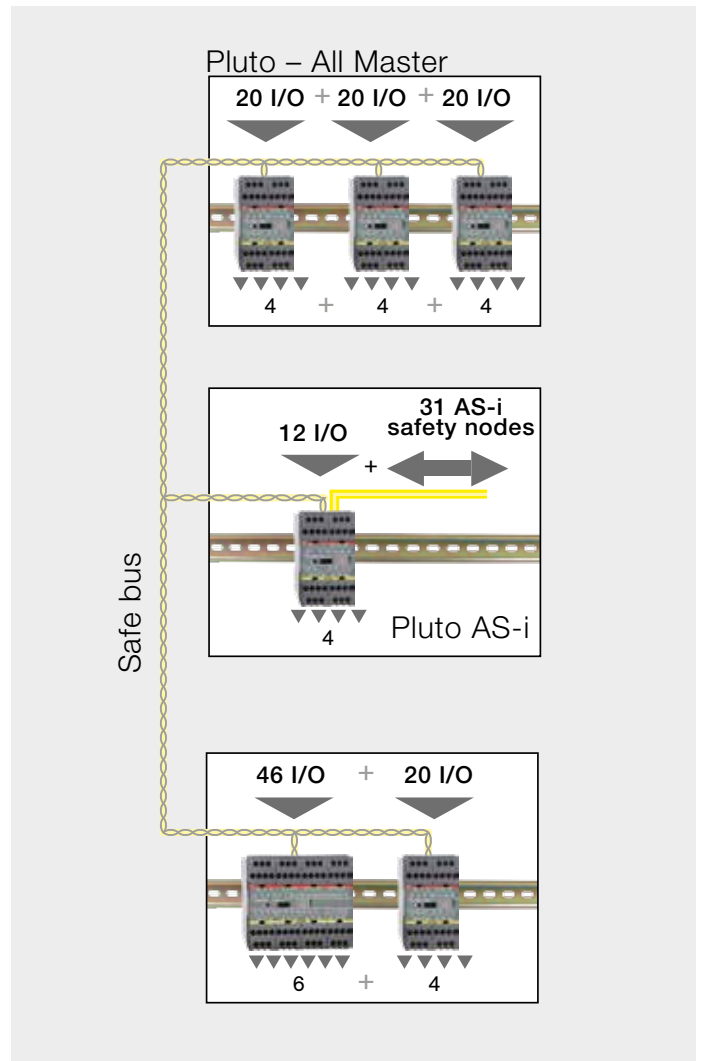 Pluto – All Master
20 I/O + 20 I/O + 20 I/O
4 + 4 + 4
31 AS-i
safety nodes
12 I/O
+
4
Pluto AS-i
Safe bus
46 I/O + 20 I/O
6 + 4